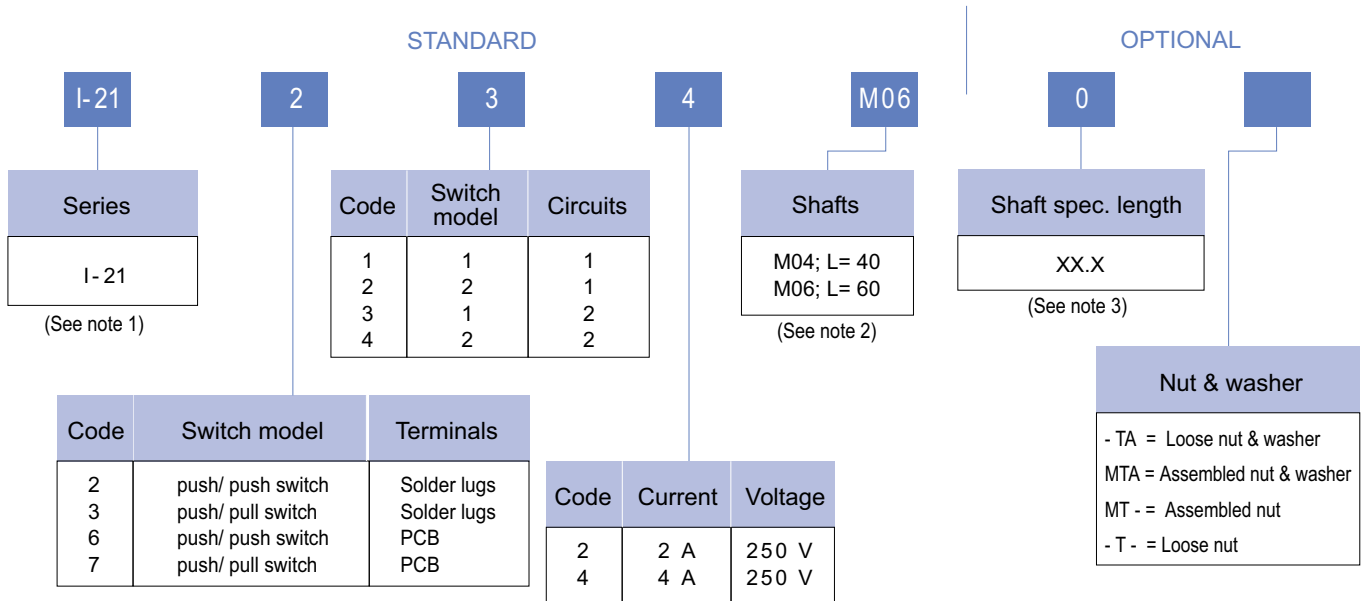 STANDARD
OPTIONAL
I-21 2 3 4 M06 0
Series
I-21
(See note 1)
Code Switch model Circuits
1 1 1
2 2 1
3 1 2
4 2 2
Shafts
M04; L= 40
M06; L= 60
(See note 2)
Shaft spec. length
XX.X
(See note 3)
Code Switch model Terminals
2 push/ push switch Solder lugs
3 push/ pull switch Solder lugs
6 push/ push switch PCB
7 push/ pull switch PCB
Code Current Voltage
2 2 A 250 V
4 4 A 250 V
Nut & washer
- TA = Loose nut & washer
MTA = Assembled nut & washer
MT - = Assembled nut
- T - = Loose nut